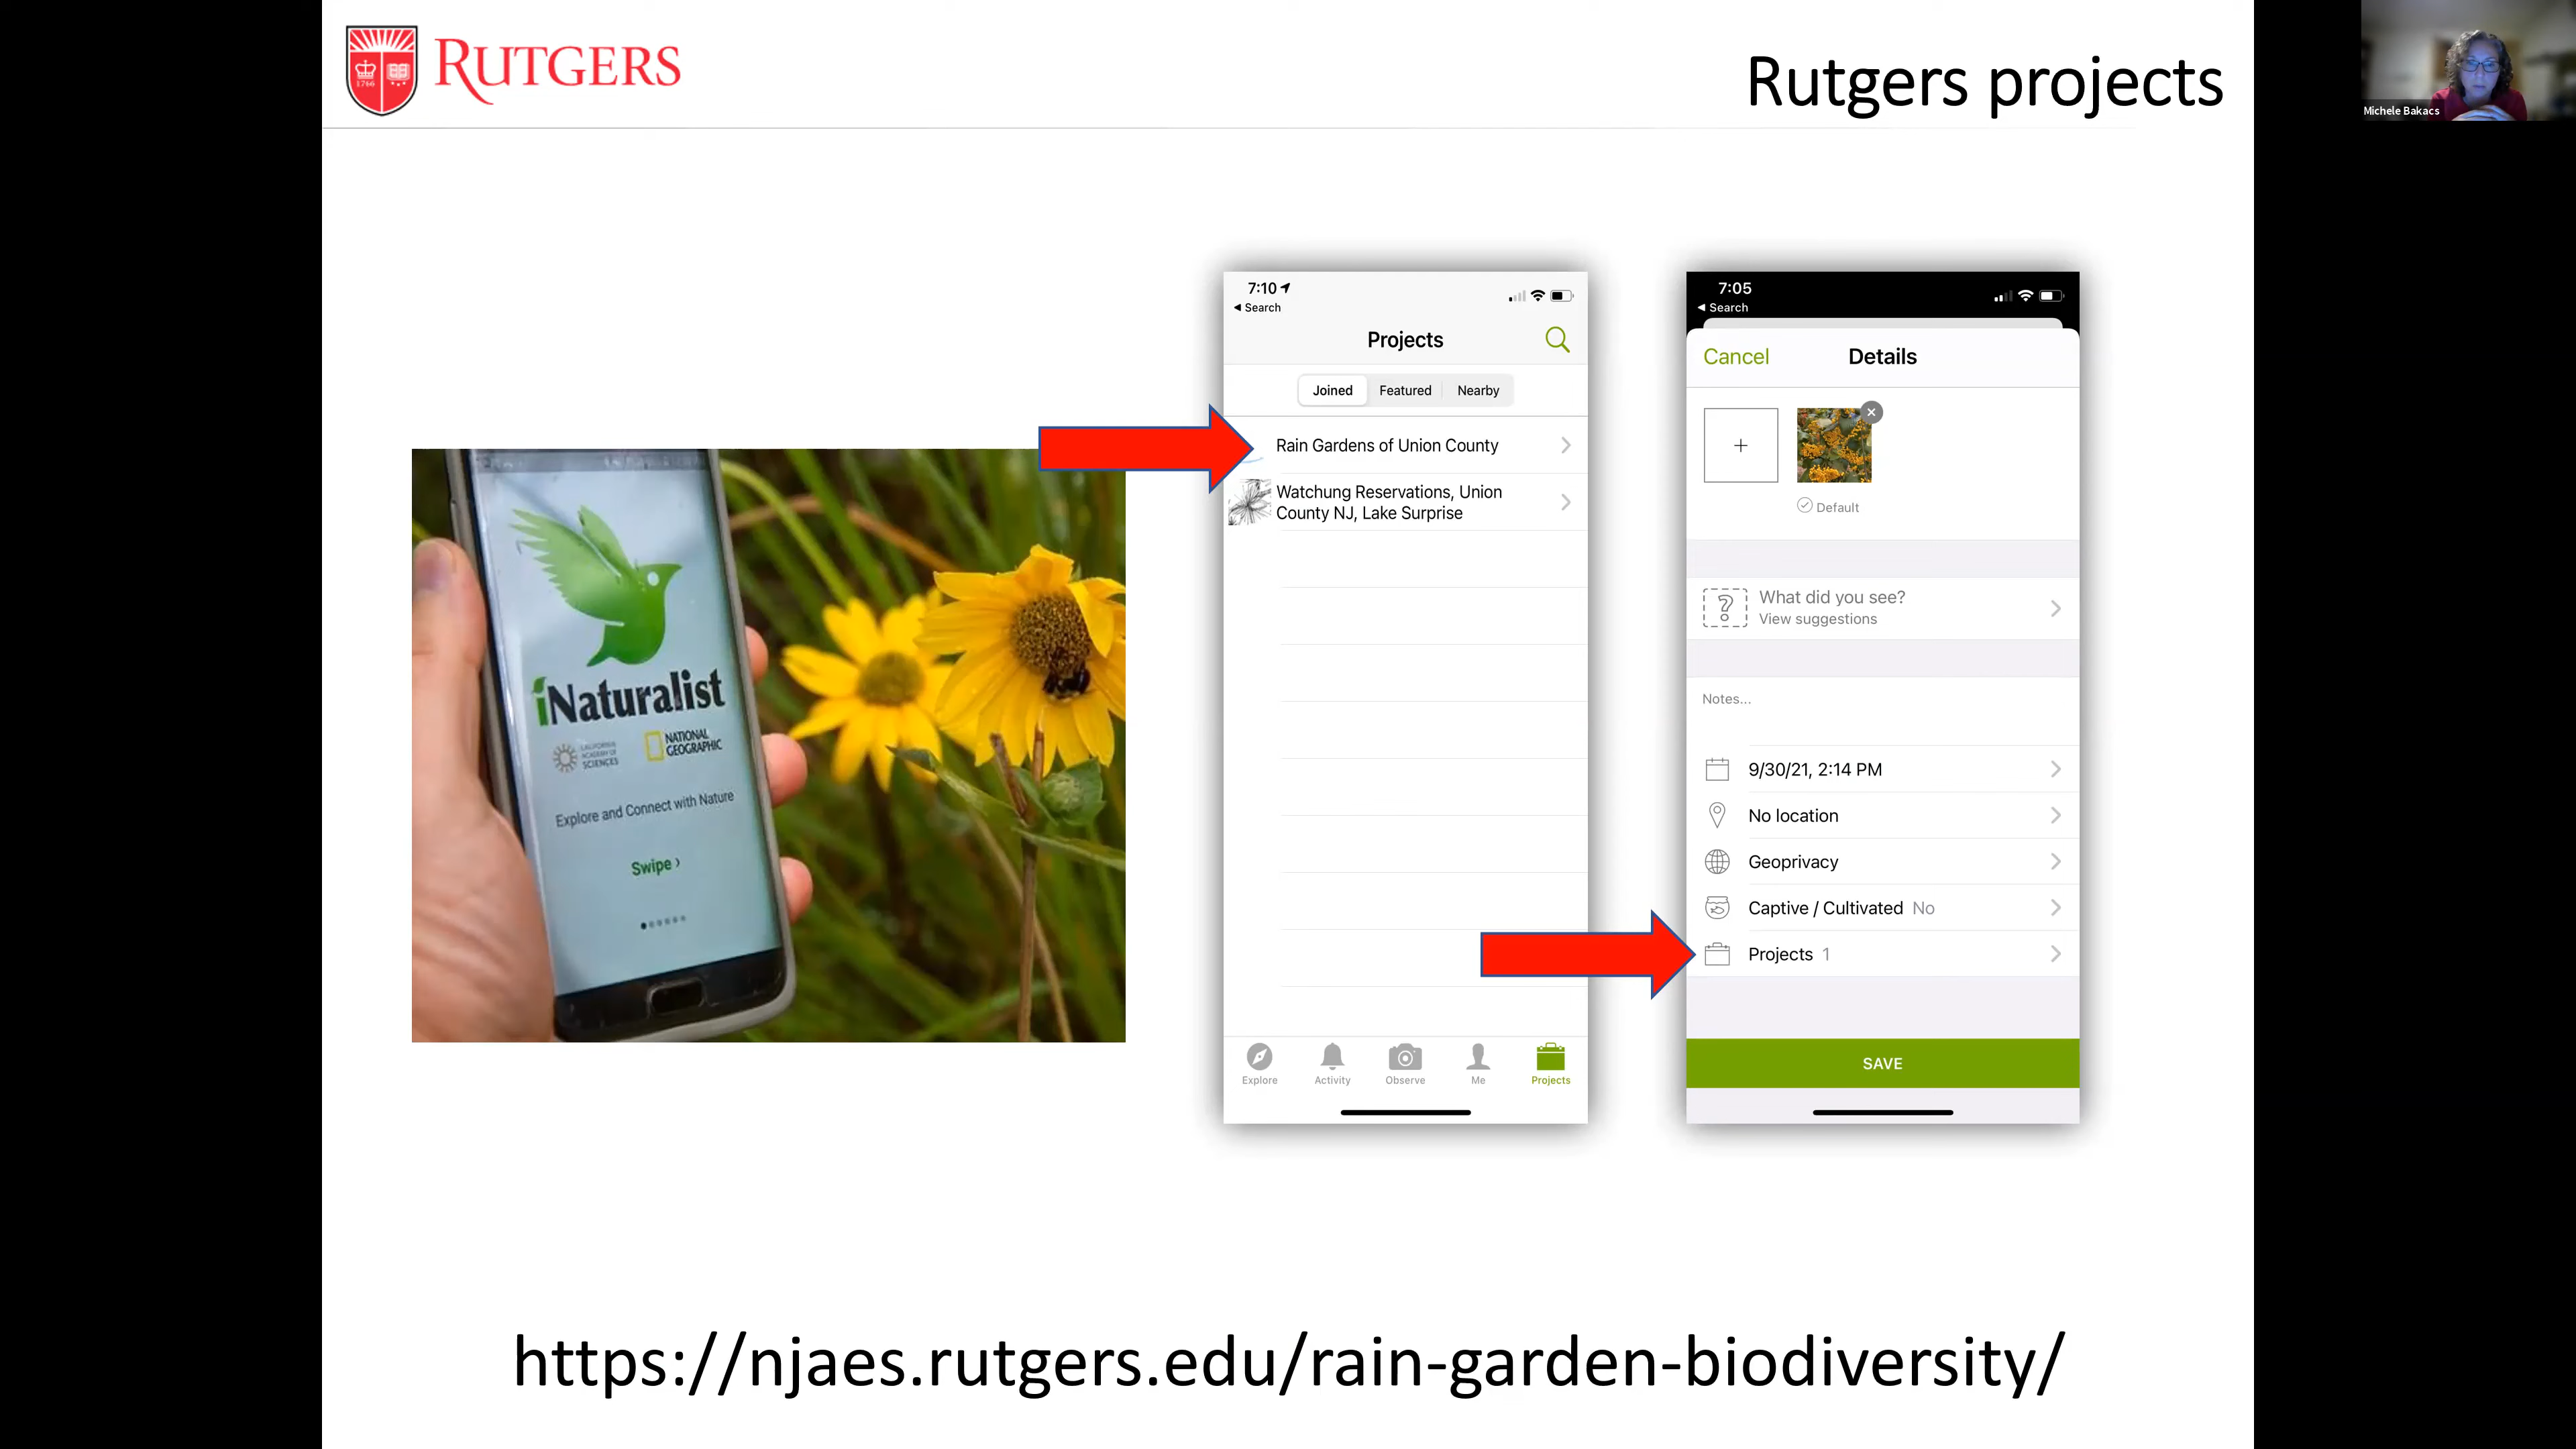 1766
RUTGERS
Rutgers projects
Michele Bakacs
iNaturalist
CALIFORNIA
ACADEMY OF
SCIENCES
NATIONAL
GEOGRAPHIC
Explore and Connect with Nature
Swipe ›
7:10
Search
Projects
Joined Featured Nearby
Rain Gardens of Union County
Watchung Reservations, Union
County NJ, Lake Surprise
Explore Activity Observe Me Projects
7:05
Search
Cancel Details
Default
What did you see?
View suggestions
Notes...
9/30/21, 2:14 PM
No location
Geoprivacy
Captive / Cultivated No
Projects 1
SAVE
https://njaes.rutgers.edu/rain-garden-biodiversity/